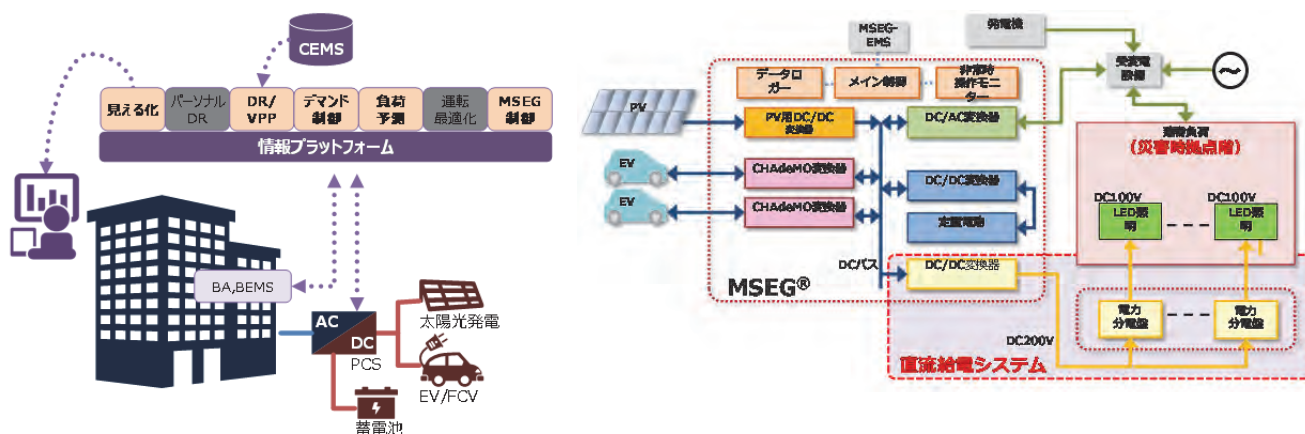 CEMS
見える化
パーソナル
DR
DR/
VPP
デマンド
制御
負荷
予測
運転
最適化
MSEG
制御
情報プラットフォーム
BA,BEMS
AC
DC
PCS
太陽光発電
EV/FCV
蓄電池
MSEG-
EMS
データロ
ガー
メイン制御
非常時
操作モニ
ター
発電機
受変電
設備
PV
PV用DC/DC
変換器
DC/AC変換器
EV
CHAdeMO変換器
DC/DC変換器
EV
CHAdeMO変換器
定置電池
DCバス
DC/DC変換器
MSEG®
建物負荷
(災害時拠点階)
DC100V
DC100V
LED照
明
LED照
明
電力
分電盤
電力
分電盤
DC200V
直流給電システム